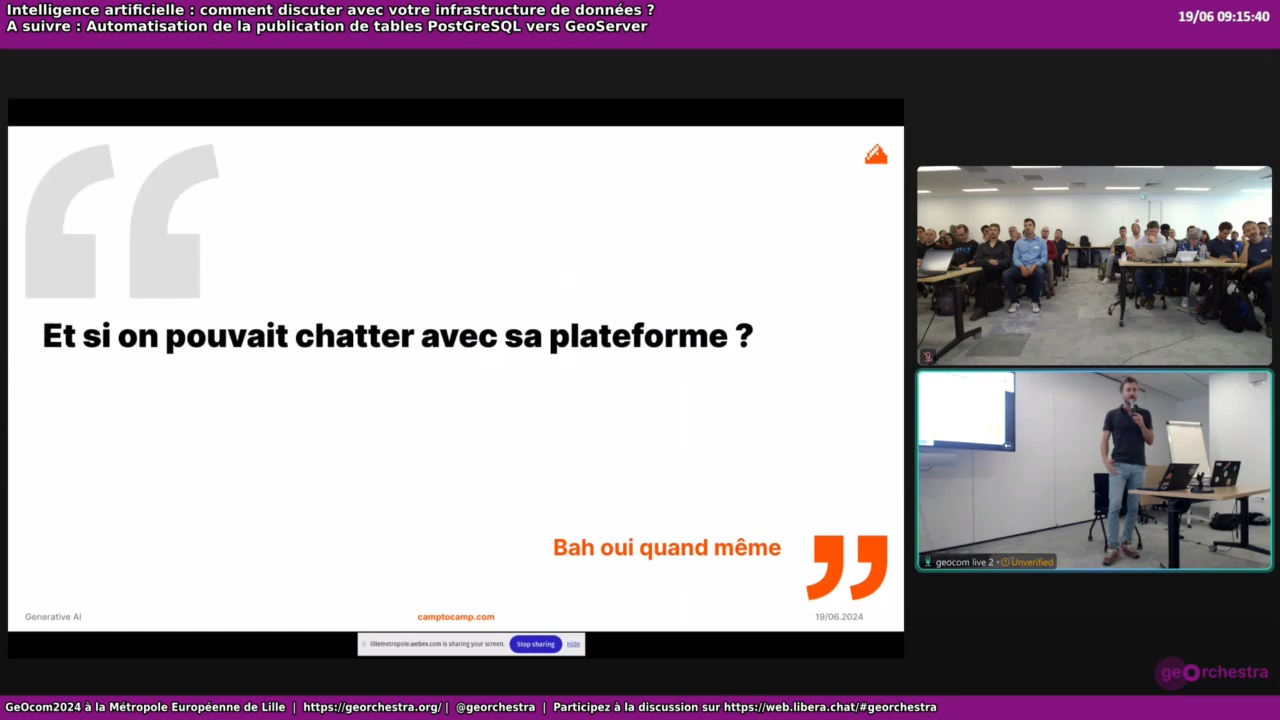 Intelligence artificielle : comment discuter avec votre infrastructure de données ?
A suivre : Automatisation de la publication de tables PostGreSQL vers GeoServer
19/06 09:15:40
Et si on pouvait chatter avec sa plateforme ?
Bah oui quand même
Generative AI
camptocamp.com
19/06.2024
lillemetropole.webex.com is sharing your screen.
Stop sharing
Hide
geocom live 2 • Unverified
geOrchestra
GeOcom2024 à la Métropole Européenne de Lille | https://georchestra.org/ | @georchestra | Participez à la discussion sur https://web.libera.chat/#georchestra